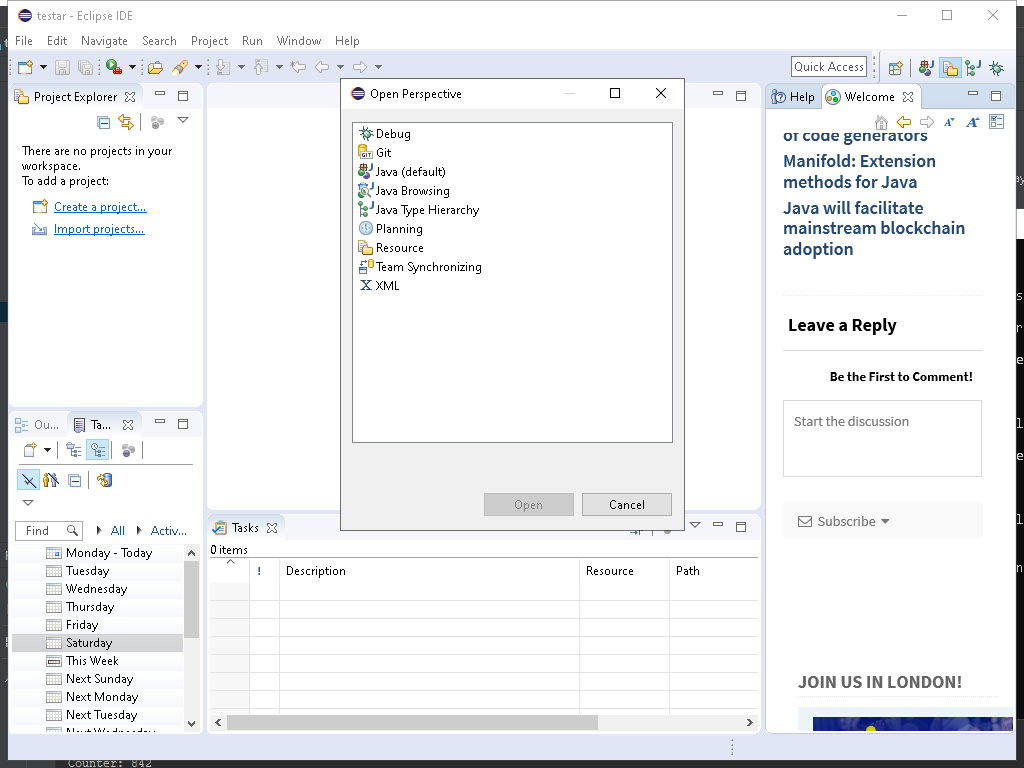 testar - Eclipse IDE
File Edit Navigate Search Project Run Window Help
Quick Access
Project Explorer
There are no projects in your
workspace.
To add a project:
Create a project...
Import projects...
Open Perspective
Debug
Git
Java (default)
Java Browsing
Java Type Hierarchy
Planning
Resource
Team Synchronizing
XML
Open Cancel
Help Welcome
of code generators
Manifold: Extension
methods for Java
Java will facilitate
mainstream blockchain
adoption
Leave a Reply
Be the First to Comment!
Start the discussion
Subscribe
JOIN US IN LONDON!
Ou... Ta...
Find All Activ...
Monday - Today
Tuesday
Wednesday
Thursday
Friday
Saturday
This Week
Next Sunday
Next Monday
Next Tuesday
Next Wednesday
Tasks
0 items
! Description Resource Path
Counter: 842